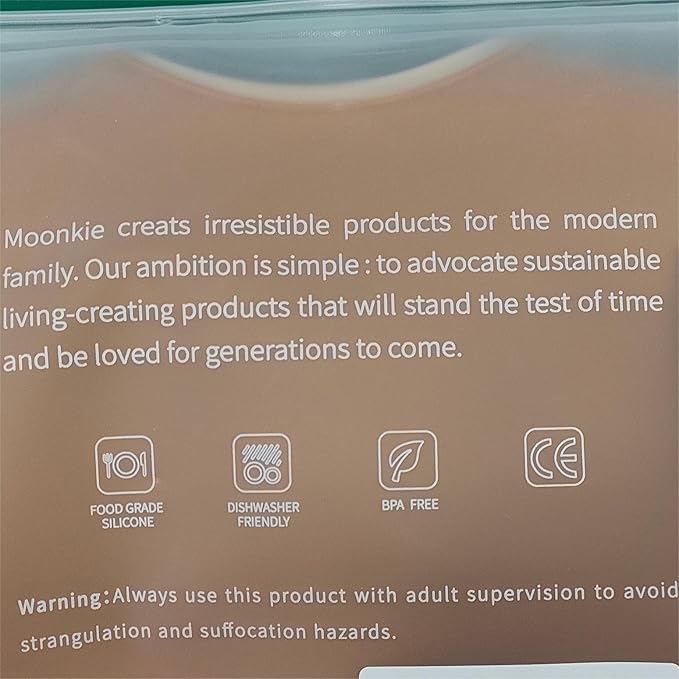 Moonkie creats irresistible products for the modern
family. Our ambition is simple : to advocate sustainable
living-creating products that will stand the test of time
and be loved for generations to come.
FOOD GRADE
SILICONE
DISHWASHER
FRIENDLY
BPA FREE
CE
Warning:Always use this product with adult supervision to avoid
strangulation and suffocation hazards.